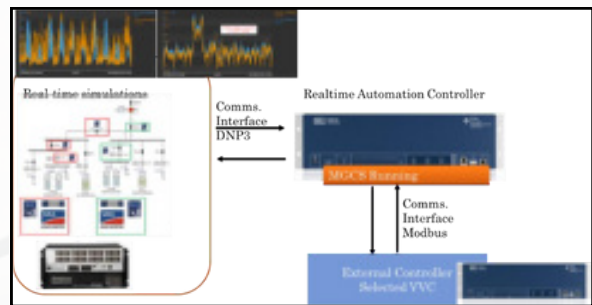 Real-time simulations
Comms.
Interface
DNP3
Realtime Automation Controller
MGCS Running
Comms.
Interface
Modbus
External Controller
Selected VVC